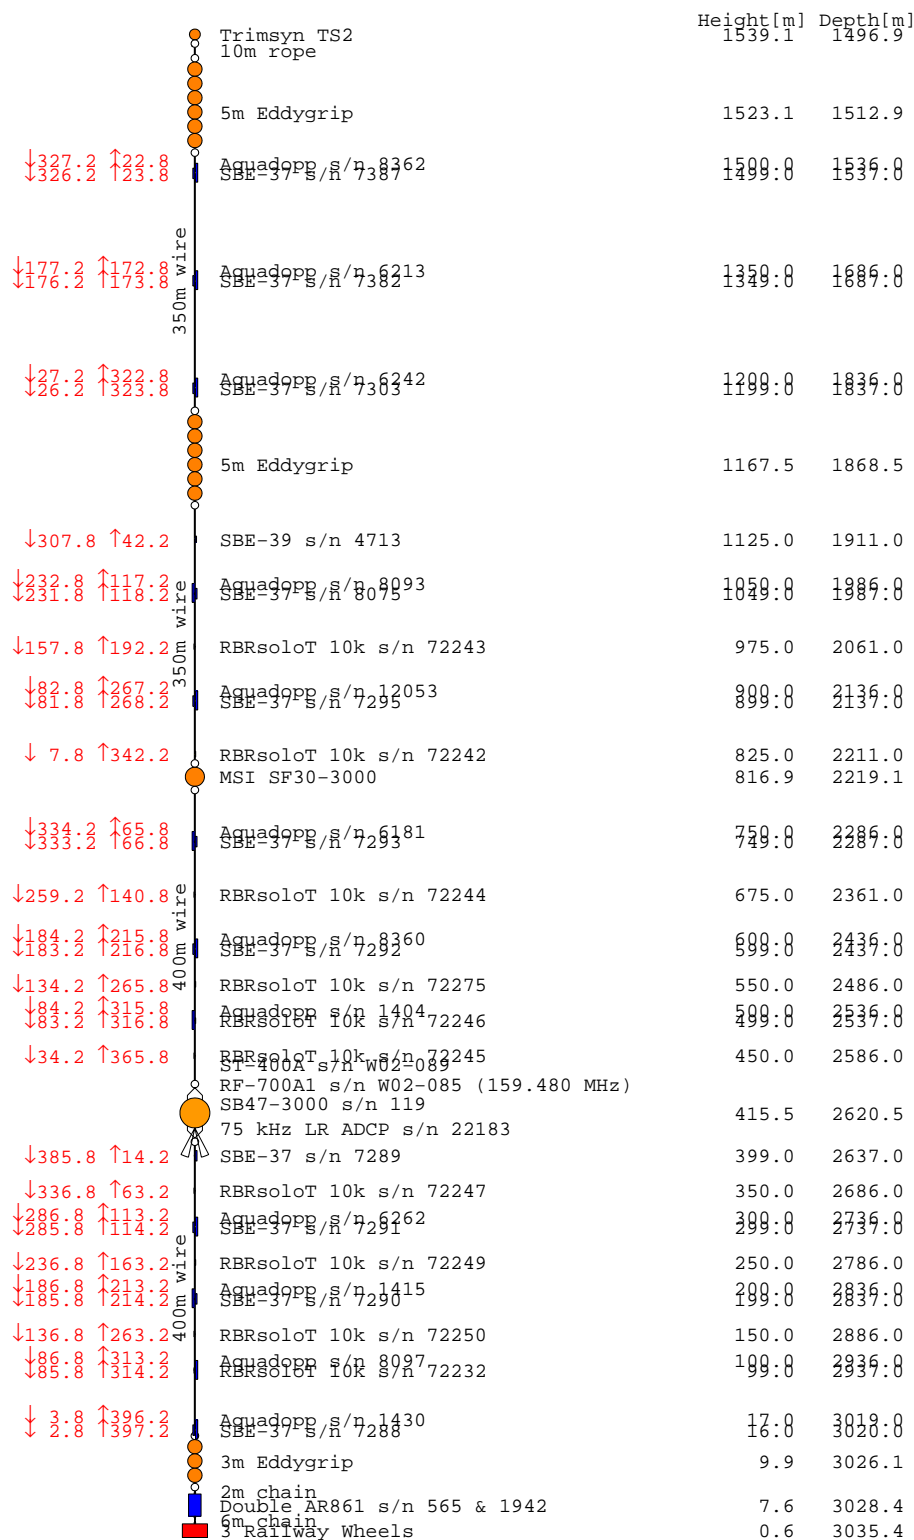 Height[m] Depth[m]
Trimsyn TS2 1539.1 1496.9
10m rope
5m Eddygrip 1523.1 1512.9
↓327.2 ↑22.8 Aquadopp s/n 8362 1500.0 1536.0
↓326.2 ↑23.8 SBE-37 s/n 7387 1499.0 1537.0
350m wire
↓177.2 ↑172.8 Aquadopp s/n 6213 1350.0 1686.0
↓176.2 ↑173.8 SBE-37 s/n 7382 1349.0 1687.0
↓27.2 ↑322.8 Aquadopp s/n 6242 1200.0 1836.0
↓26.2 ↑323.8 SBE-37 s/n 7303 1199.0 1837.0
5m Eddygrip 1167.5 1868.5
↓307.8 ↑42.2 SBE-39 s/n 4713 1125.0 1911.0
↓232.8 ↑117.2 Aquadopp s/n 8093 1050.0 1986.0
↓231.8 ↑118.2 SBE-37 s/n 8075 1049.0 1987.0
350m wire
↓157.8 ↑192.2 RBRsoloT 10k s/n 72243 975.0 2061.0
↓82.8 ↑267.2 Aquadopp s/n 12053 900.0 2136.0
↓81.8 ↑268.2 SBE-37 s/n 7295 899.0 2137.0
↓ 7.8 ↑342.2 RBRsoloT 10k s/n 72242 825.0 2211.0
MSI SF30-3000 816.9 2219.1
↓334.2 ↑65.8 Aquadopp s/n 6181 750.0 2286.0
↓333.2 ↑66.8 SBE-37 s/n 7293 749.0 2287.0
↓259.2 ↑140.8 RBRsoloT 10k s/n 72244 675.0 2361.0
400m wire
↓184.2 ↑215.8 Aquadopp s/n 8360 600.0 2436.0
↓183.2 ↑216.8 SBE-37 s/n 7292 599.0 2437.0
↓134.2 ↑265.8 RBRsoloT 10k s/n 72275 550.0 2486.0
↓84.2 ↑315.8 Aquadopp s/n 1404 500.0 2536.0
↓83.2 ↑316.8 RBRsoloT 10k s/n 72246 499.0 2537.0
↓34.2 ↑365.8 RBRsoloT 10k s/n 72245 450.0 2586.0
ST-400A s/n W02-089
RF-700A1 s/n W02-085 (159.480 MHz)
SB47-3000 s/n 119 415.5 2620.5
75 kHz LR ADCP s/n 22183
↓385.8 ↑14.2 SBE-37 s/n 7289 399.0 2637.0
↓336.8 ↑63.2 RBRsoloT 10k s/n 72247 350.0 2686.0
↓286.8 ↑113.2 Aquadopp s/n 6262 300.0 2736.0
↓285.8 ↑114.2 SBE-37 s/n 7291 299.0 2737.0
↓236.8 ↑163.2 RBRsoloT 10k s/n 72249 250.0 2786.0
400m wire
↓186.8 ↑213.2 Aquadopp s/n 1415 200.0 2836.0
↓185.8 ↑214.2 SBE-37 s/n 7290 199.0 2837.0
↓136.8 ↑263.2 RBRsoloT 10k s/n 72250 150.0 2886.0
↓86.8 ↑313.2 Aquadopp s/n 8097 100.0 2936.0
↓85.8 ↑314.2 RBRsoloT 10k s/n 72232 99.0 2937.0
↓ 3.8 ↑396.2 Aquadopp s/n 1430 17.0 3019.0
↓ 2.8 ↑397.2 SBE-37 s/n 7288 16.0 3020.0
3m Eddygrip 9.9 3026.1
2m chain
Double AR861 s/n 565 & 1942 7.6 3028.4
6m chain
3 Railway Wheels 0.6 3035.4